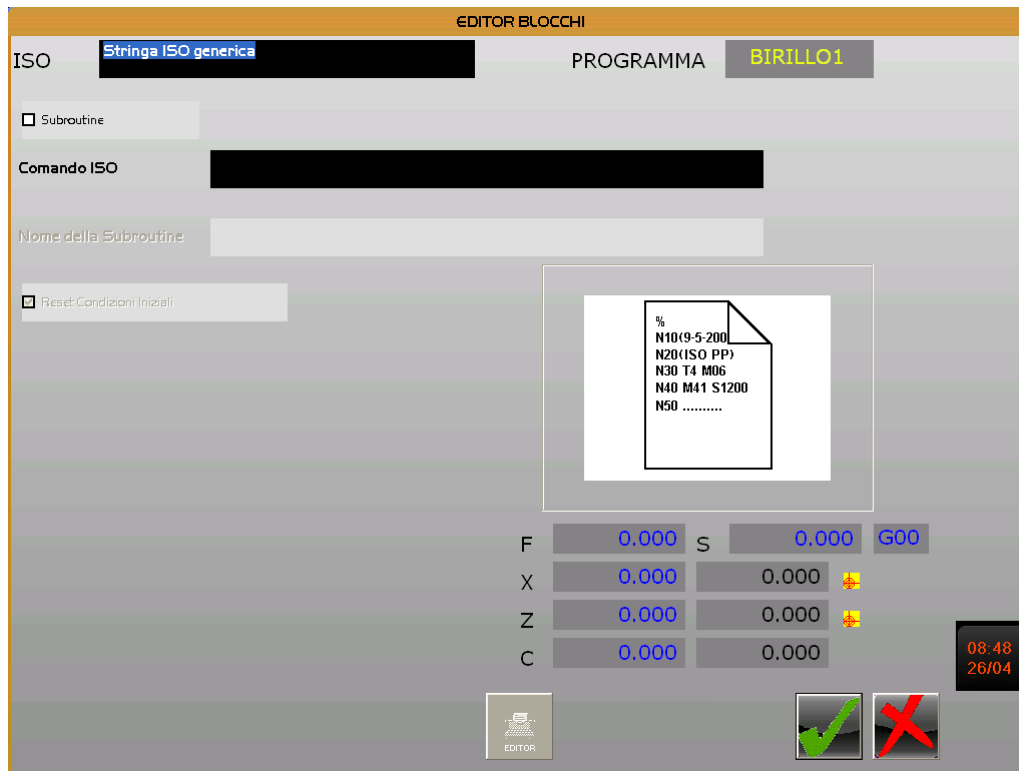 EDITOR BLOCCHI
ISO
Stringa ISO generica
PROGRAMMA
BIRILLO1
Subroutine
Comando ISO
Nome della Subroutine
Reset Condizioni Iniziali
%
N10(9-5-200
N20(ISO PP)
N30 T4 M06
N40 M41 S1200
N50 ..........
F 0.000 S 0.000 G00
X 0.000 0.000
Z 0.000 0.000
C 0.000 0.000
08:48
26/04
EDITOR